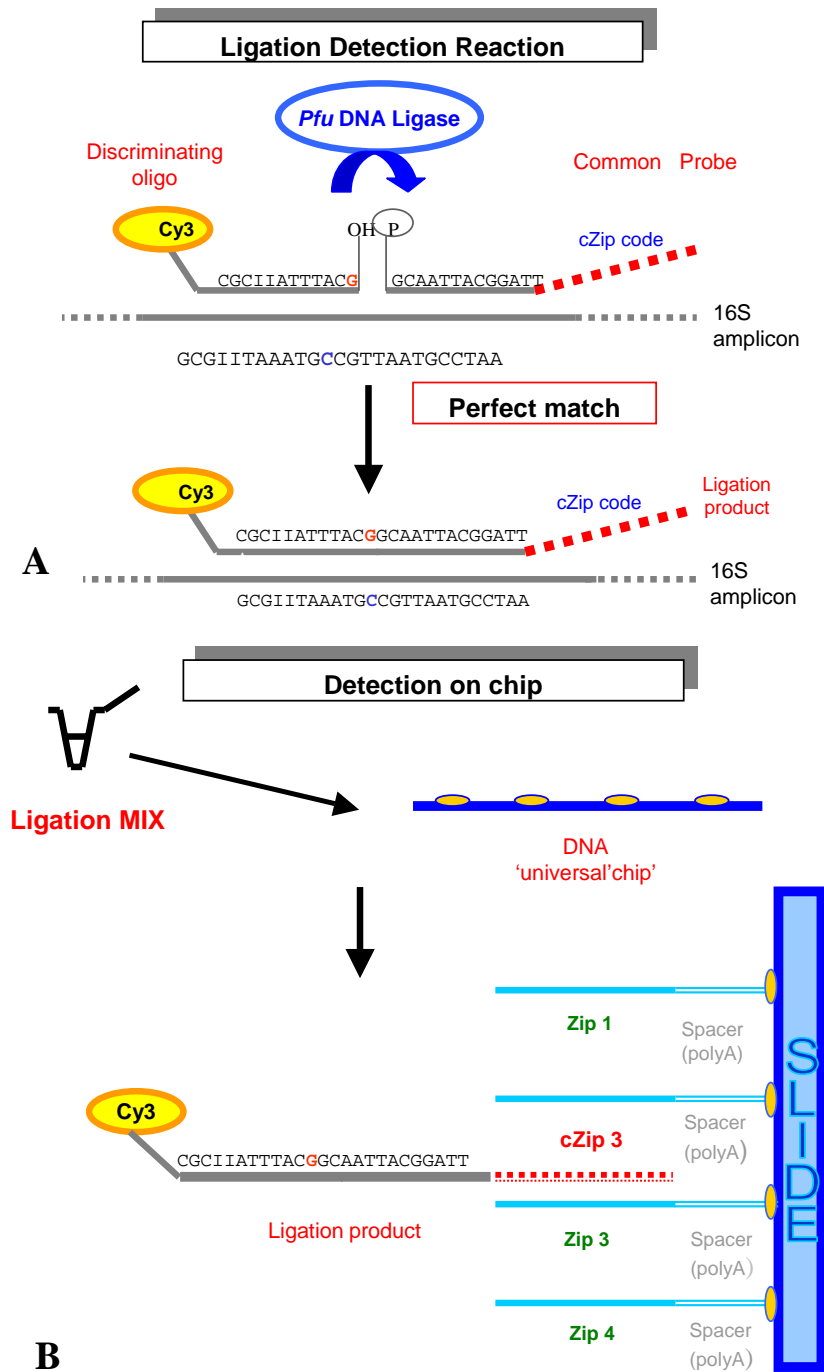 Ligation Detection Reaction
Pfu DNA Ligase
Discriminating
oligo
Common Probe
Cy3
OH P
cZip code
CGCIIATTTACG GCAATTACGGATT
16S
amplicon
GCGIITAAATGCCGTTAATGCCTAA
Perfect match
Cy3
cZip code
Ligation
product
CGCIIATTTACGGCAATTACGGATT
A
16S
amplicon
GCGIITAAATGCCGTTAATGCCTAA
Detection on chip
Ligation MIX
DNA
‘universal’chip’
Zip 1
Spacer
(polyA)
SLIDE
Cy3
cZip 3
Spacer
(polyA)
CGCIIATTTACGGCAATTACGGATT
Ligation product
Zip 3
Spacer
(polyA)
Zip 4
Spacer
(polyA)
B